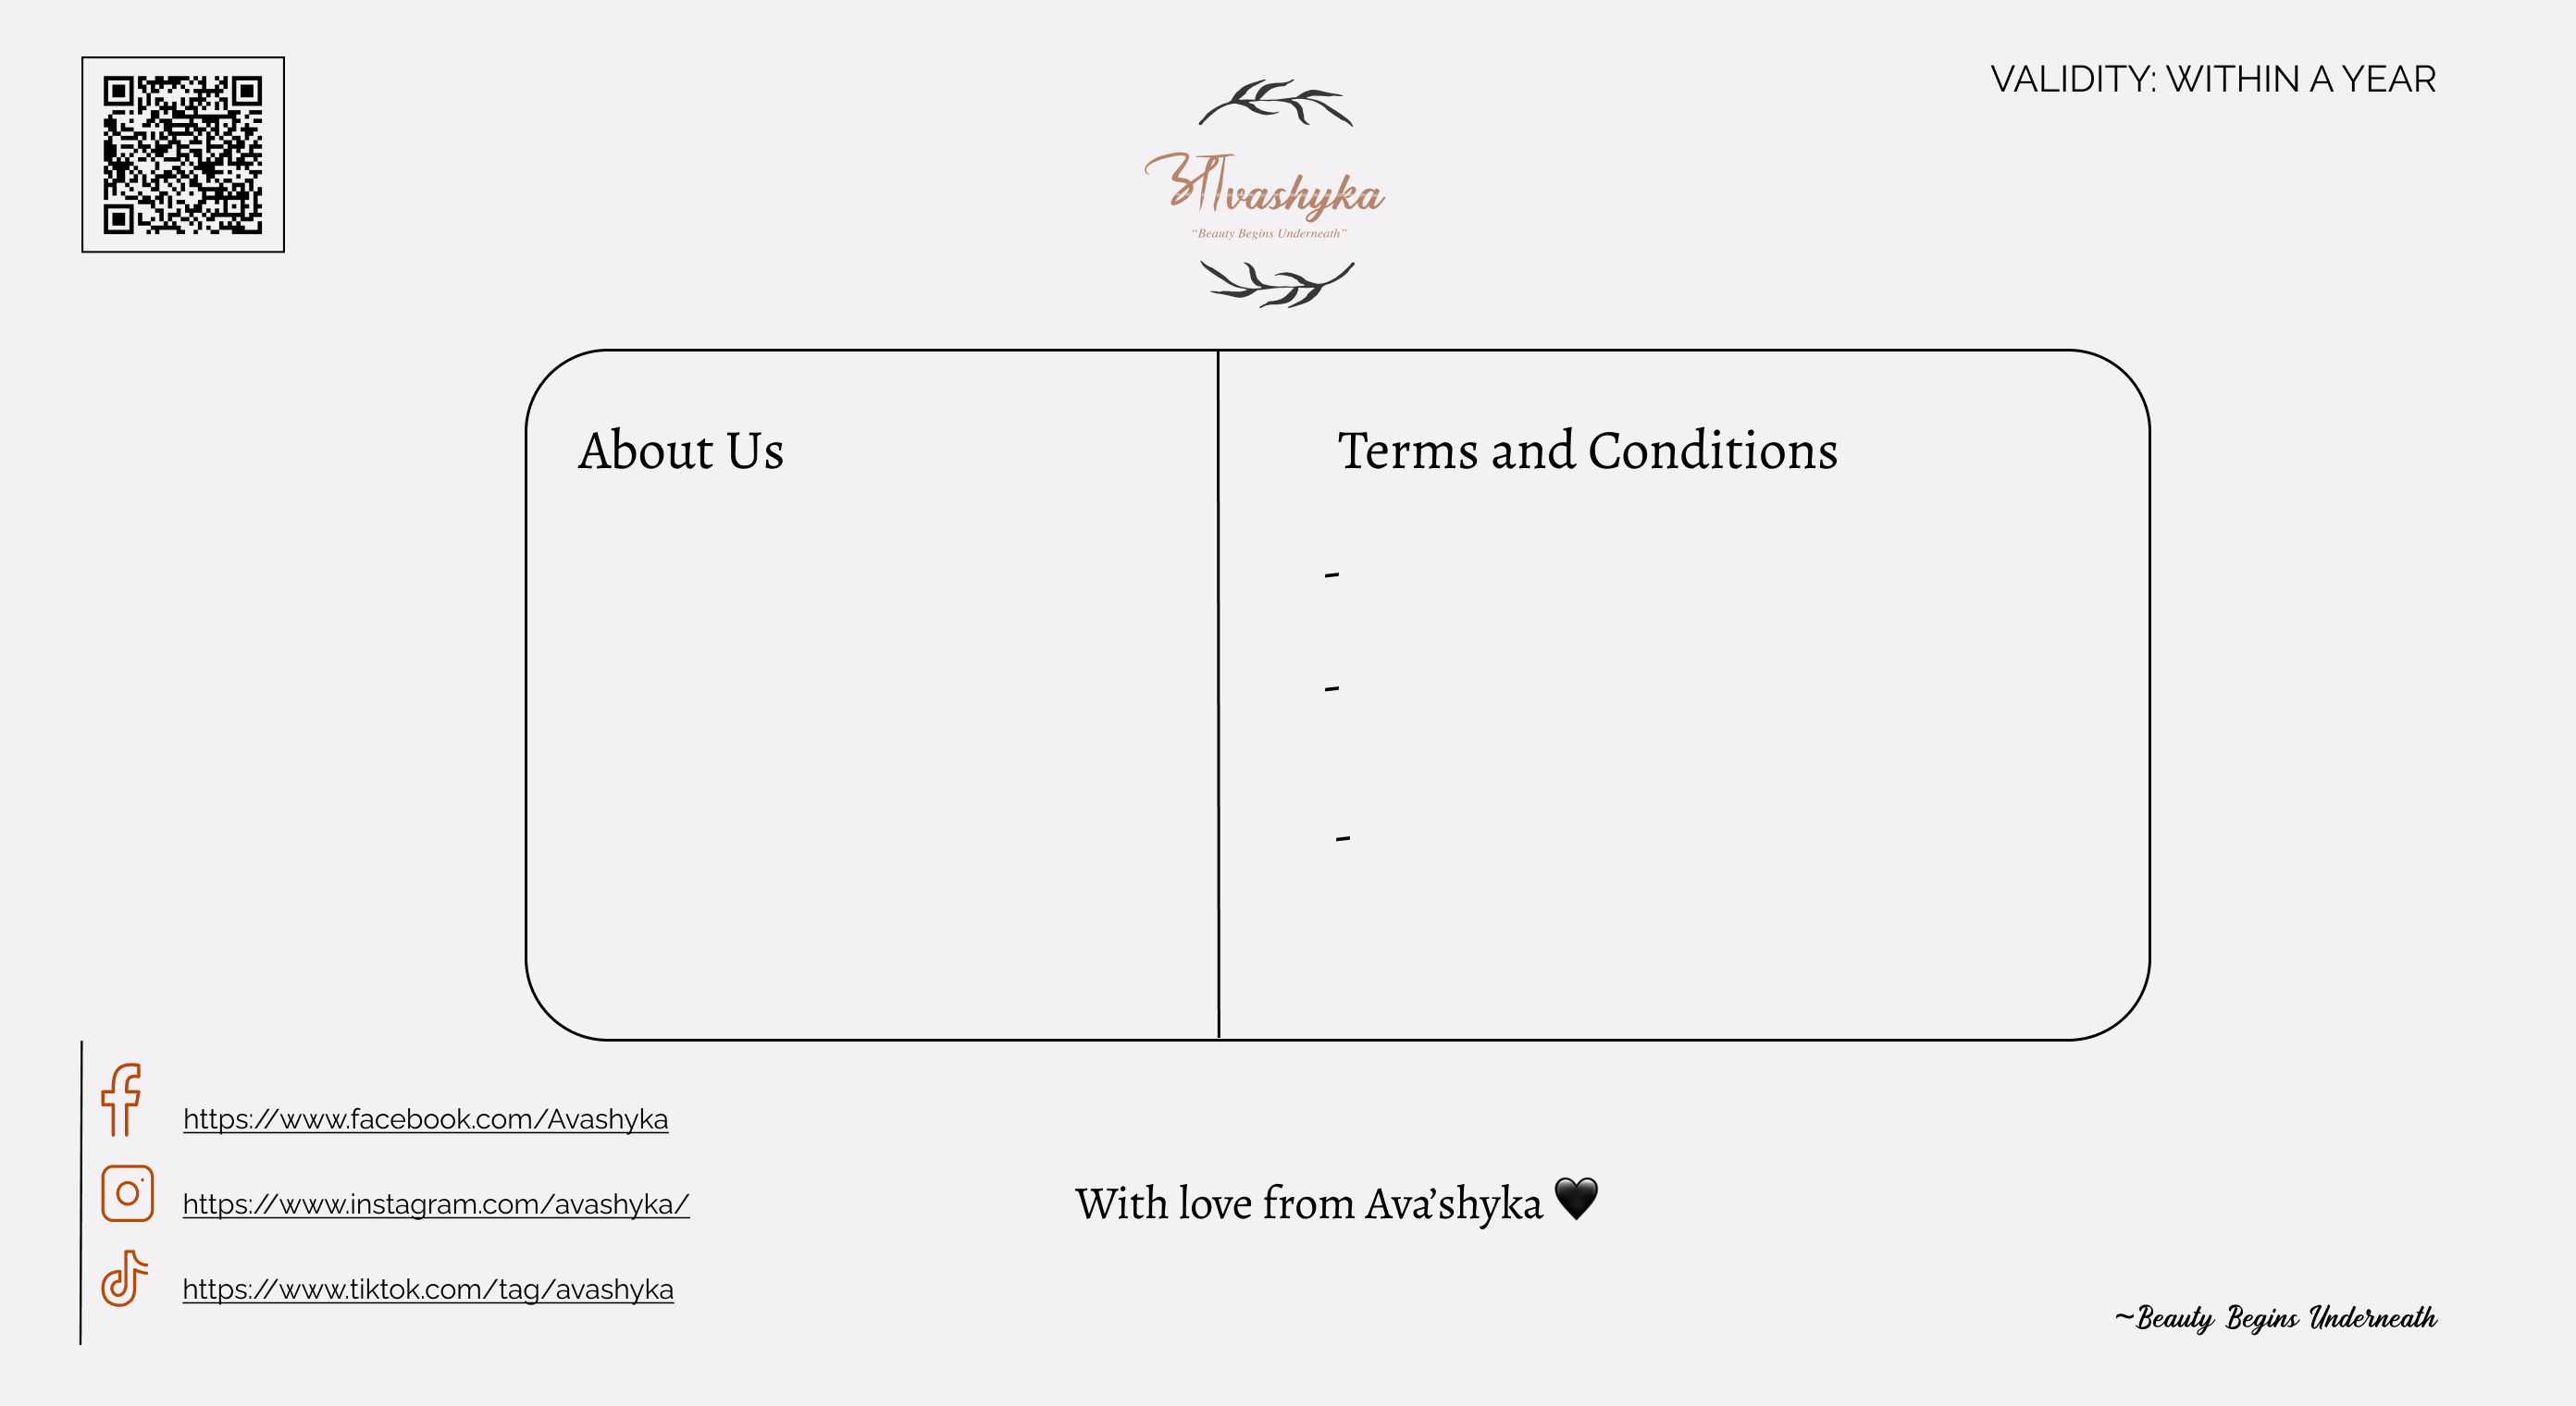 VALIDITY: WITHIN A YEAR
आvashyka
“Beauty Begins Underneath”
About Us
Terms and Conditions
-
-
-
https://www.facebook.com/Avashyka
https://www.instagram.com/avashyka/
https://www.tiktok.com/tag/avashyka
With love from Ava’shyka 🖤
~Beauty Begins Underneath